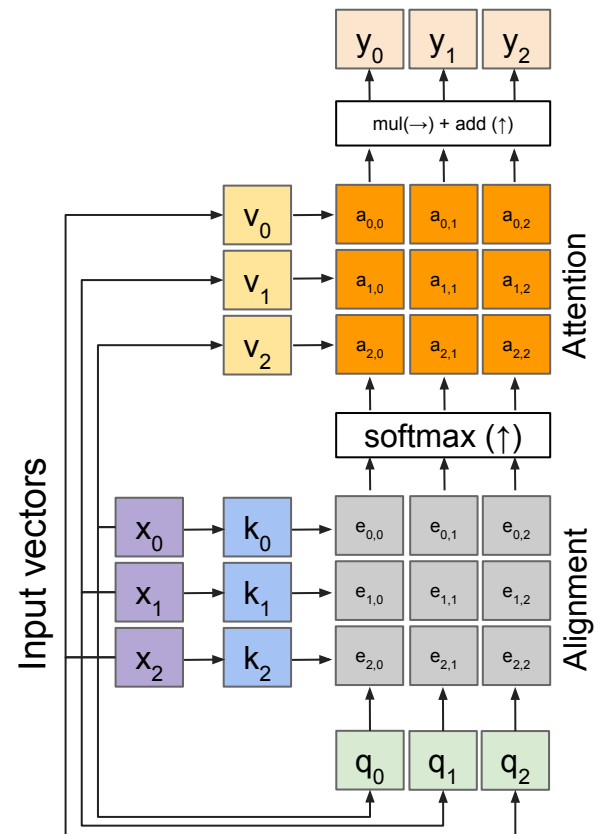 y0 y1 y2
mul(→) + add (↑)
v0 a0,0 a0,1 a0,2
v1 a1,0 a1,1 a1,2
v2 a2,0 a2,1 a2,2
Attention
softmax (↑)
Input vectors
x0 k0 e0,0 e0,1 e0,2
x1 k1 e1,0 e1,1 e1,2
x2 k2 e2,0 e2,1 e2,2
Alignment
q0 q1 q2